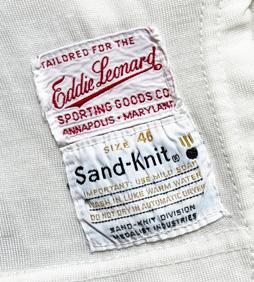 TAILORED FOR THE
Eddie Leonard
SPORTING GOODS CO.
ANNAPOLIS • MARYLAND
SIZE 46
Sand-Knit®
IMPORTANT: USE MILD SOAP
WASH IN LUKE WARM WATER
DO NOT DRY IN AUTOMATIC DRYER
SAND-KNIT DIVISION
MEDALIST INDUSTRIES